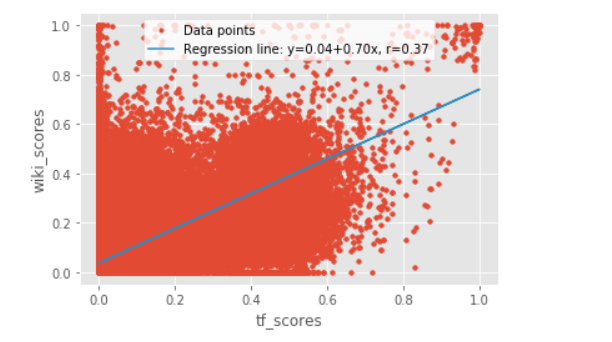 1.0
0.8
0.6
0.4
0.2
0.0
wiki_scores
Data points
Regression line: y=0.04+0.70x, r=0.37
0.0 0.2 0.4 0.6 0.8 1.0
tf_scores